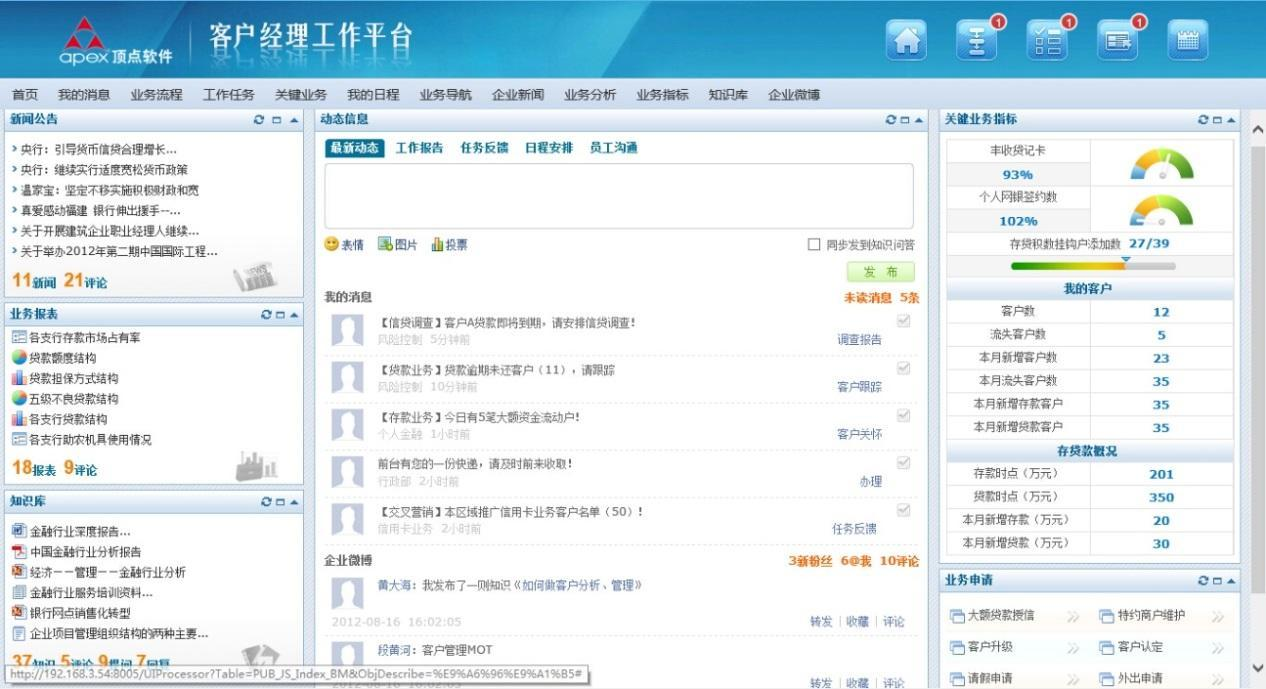 apex顶点软件
客户经理工作平台
1
1
1
首页 我的消息 业务流程 工作任务 关键业务 我的日程 业务导航 企业新闻 业务分析 业务指标 知识库 企业微博
新闻公告
央行：引导货币信贷合理增长...
央行：继续实行适度宽松货币政策
温家宝：坚定不移实施积极财政和宽
真爱感动福建 银行伸出援手--...
关于开展建筑企业职业经理人继续...
关于举办2012年第二期中国国际工程...
11新闻 21评论
业务报表
各支行存款市场占有率
贷款额度结构
贷款担保方式结构
五级不良贷款结构
各支行贷款结构
各支行助农机具使用情况
18报表 9评论
知识库
金融行业深度报告...
中国金融行业分析报告
经济－－管理－－金融行业分析
金融行业服务培训资料...
银行网点销售化转型
企业项目管理组织结构的两种主要...
37知识 5评论 9提问 7回复
http://192.168.3.54:8005/UIProcessor?Table=PUB_JS_Index_BM&ObjDescribe=%E9%A6%96%E9%A1%B5#
动态信息
最新动态 工作报告 任务反馈 日程安排 员工沟通
表情 图片 投票
同步发到知识问答
发 布
我的消息
未读消息 5条
【信贷调查】客户A贷款即将到期，请安排信贷调查！
风险控制 5分钟前
调查报告
【贷款业务】贷款逾期未还客户（11），请跟踪
风险控制 10分钟前
客户跟踪
【存款业务】今日有5笔大额资金流动户！
个人金融 1小时前
客户关怀
前台有您的一份快递，请及时前来收取！
行政部 2小时前
办理
【交叉营销】本区域推广信用卡业务客户名单（50）！
信用卡业务 2小时前
任务反馈
企业微博
3新粉丝 6@我 10评论
黄大海：我发布了一则知识《如何做客户分析、管理》
2012-08-16 16:02:05
转发 | 收藏 | 评论
段黄河：客户管理MOT
2012-08-16 16:02:05
转发 | 收藏 | 评论
关键业务指标
丰收贷记卡
93%
个人网银签约数
102%
存贷积数挂钩户添加数 27/39
我的客户
客户数 12
流失客户数 5
本月新增客户数 23
本月流失客户数 35
本月新增存款客户 35
本月新增贷款客户 35
存贷款概况
存款时点（万元） 201
贷款时点（万元） 350
本月新增存款（万元） 20
本月新增贷款（万元） 30
业务申请
大额贷款授信 特约商户维护
客户升级 客户认定
请假申请 外出申请